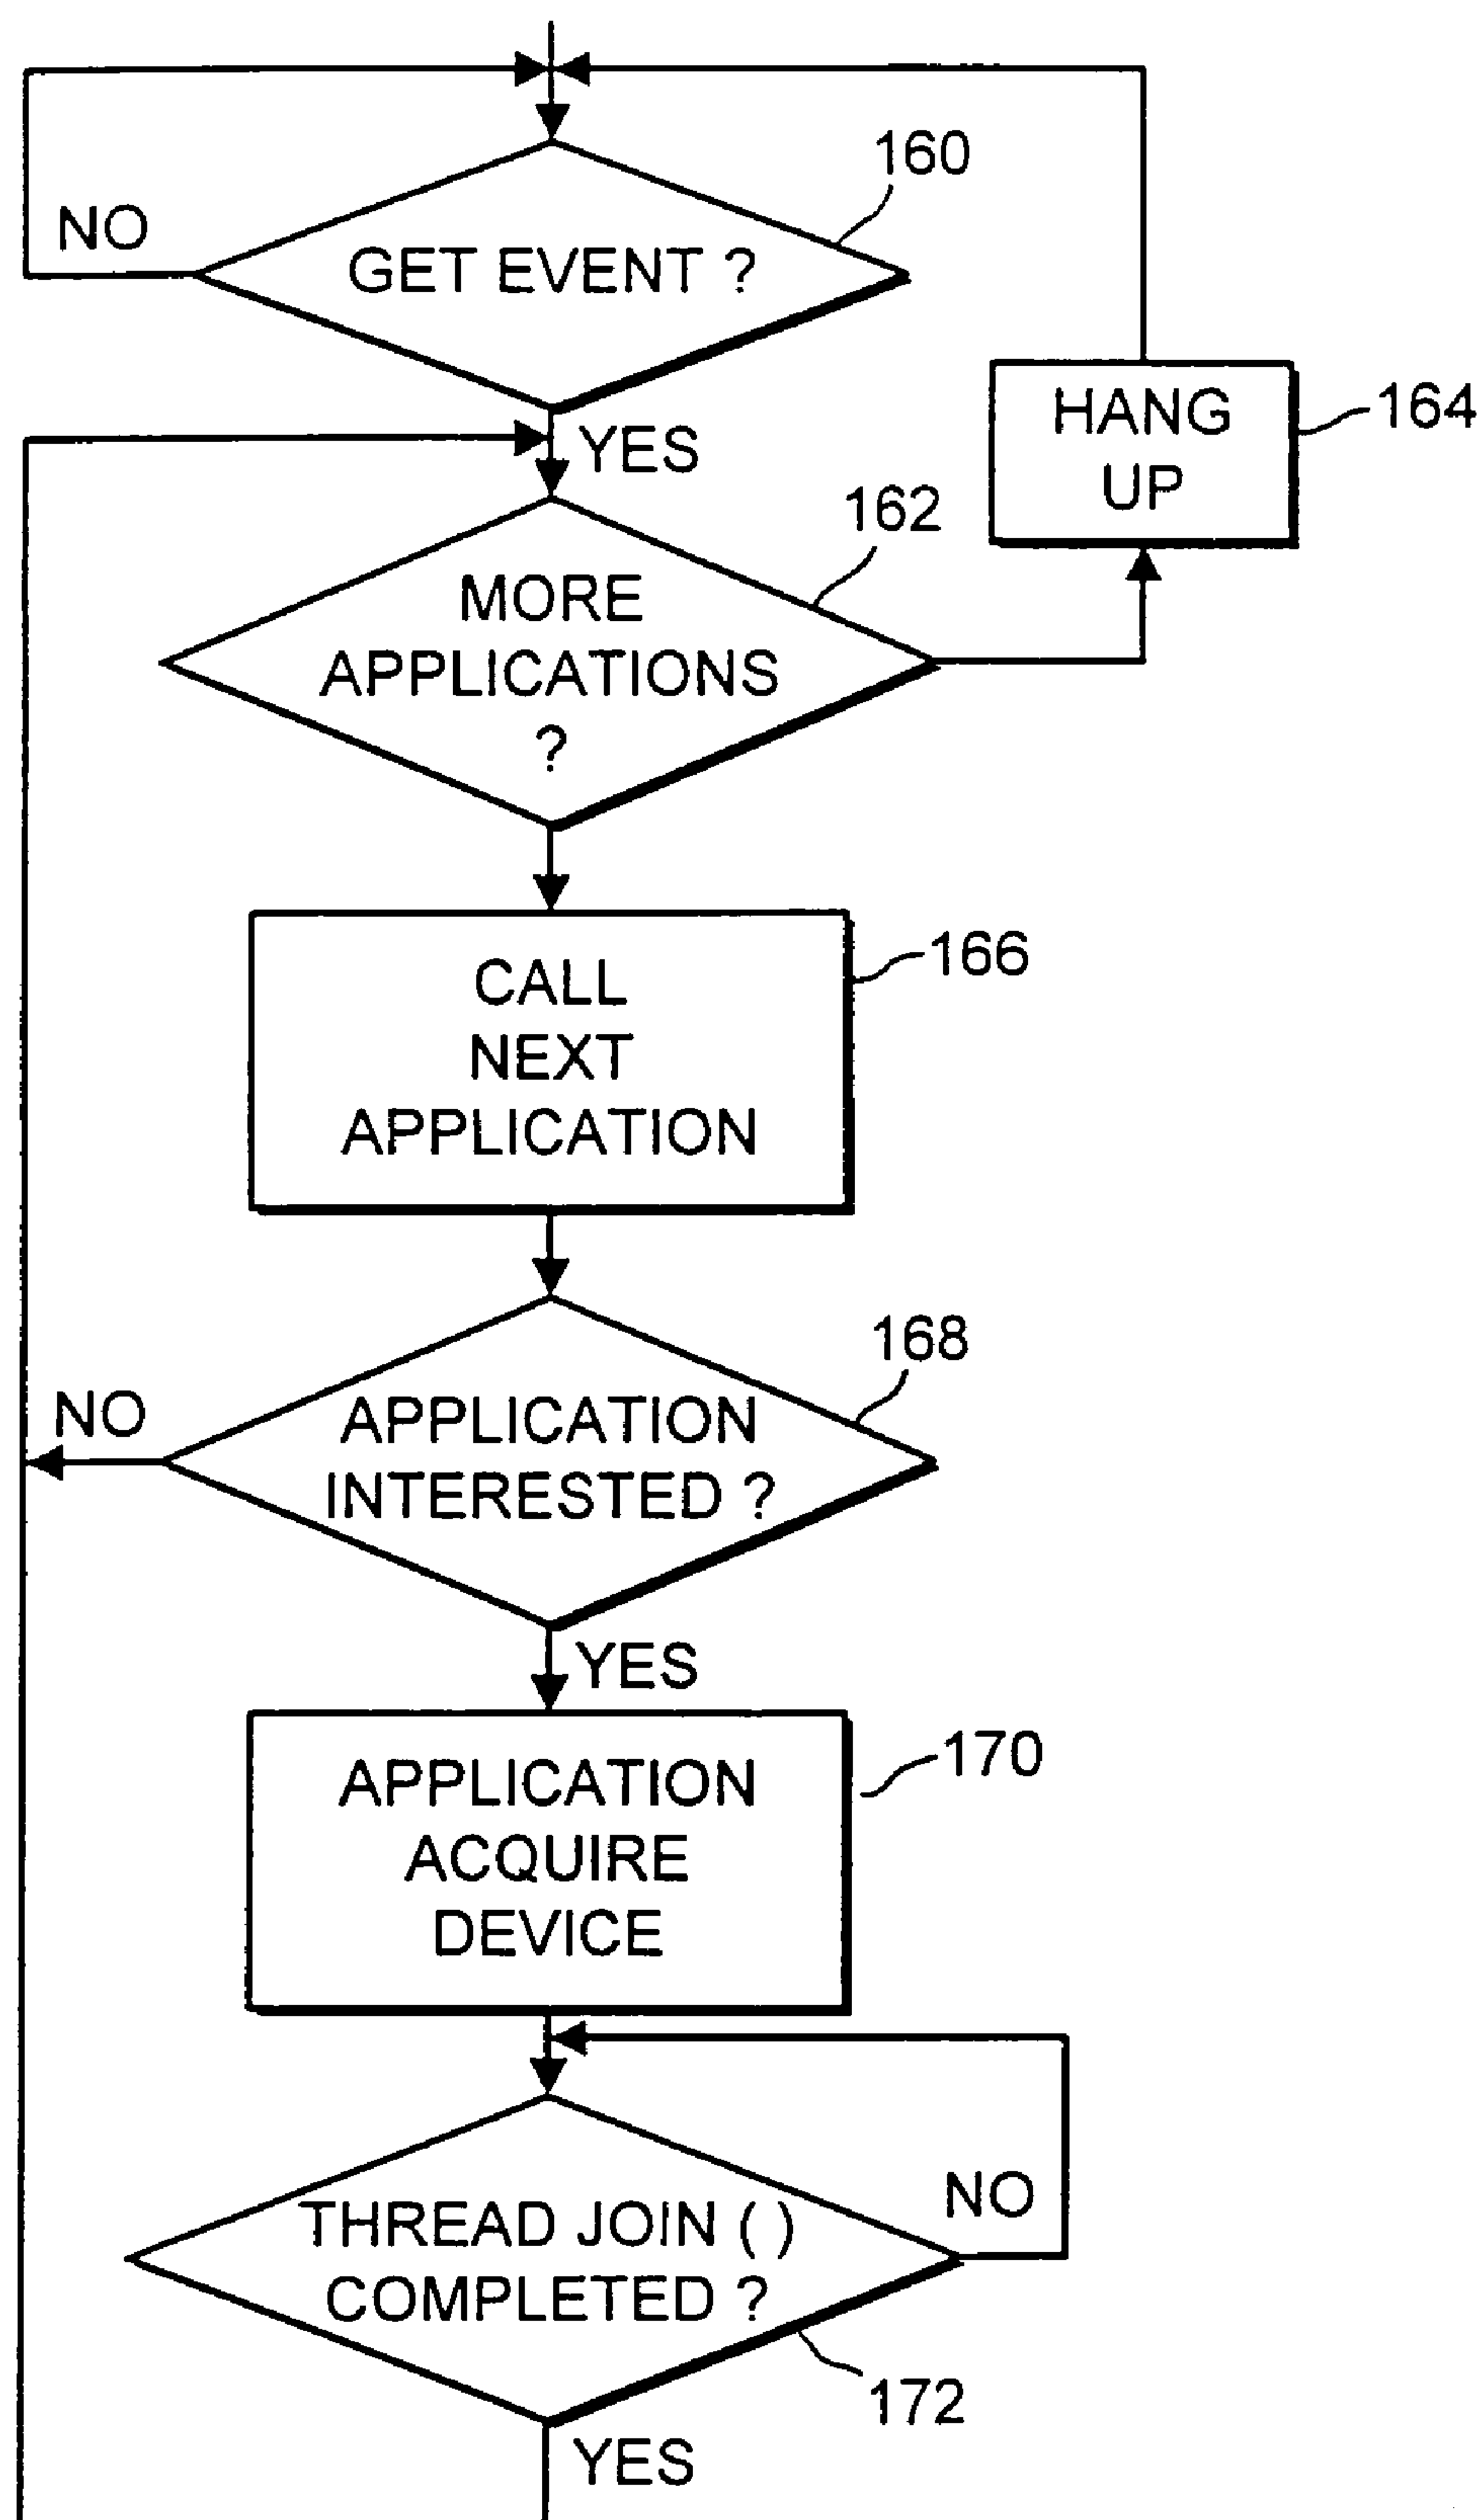 160
NO
GET EVENT ?
HANG
UP
164
YES
162
MORE
APPLICATIONS
?
166
CALL
NEXT
APPLICATION
168
NO
APPLICATION
INTERESTED ?
YES
170
APPLICATION
ACQUIRE
DEVICE
NO
THREAD JOIN ( )
COMPLETED ?
172
YES